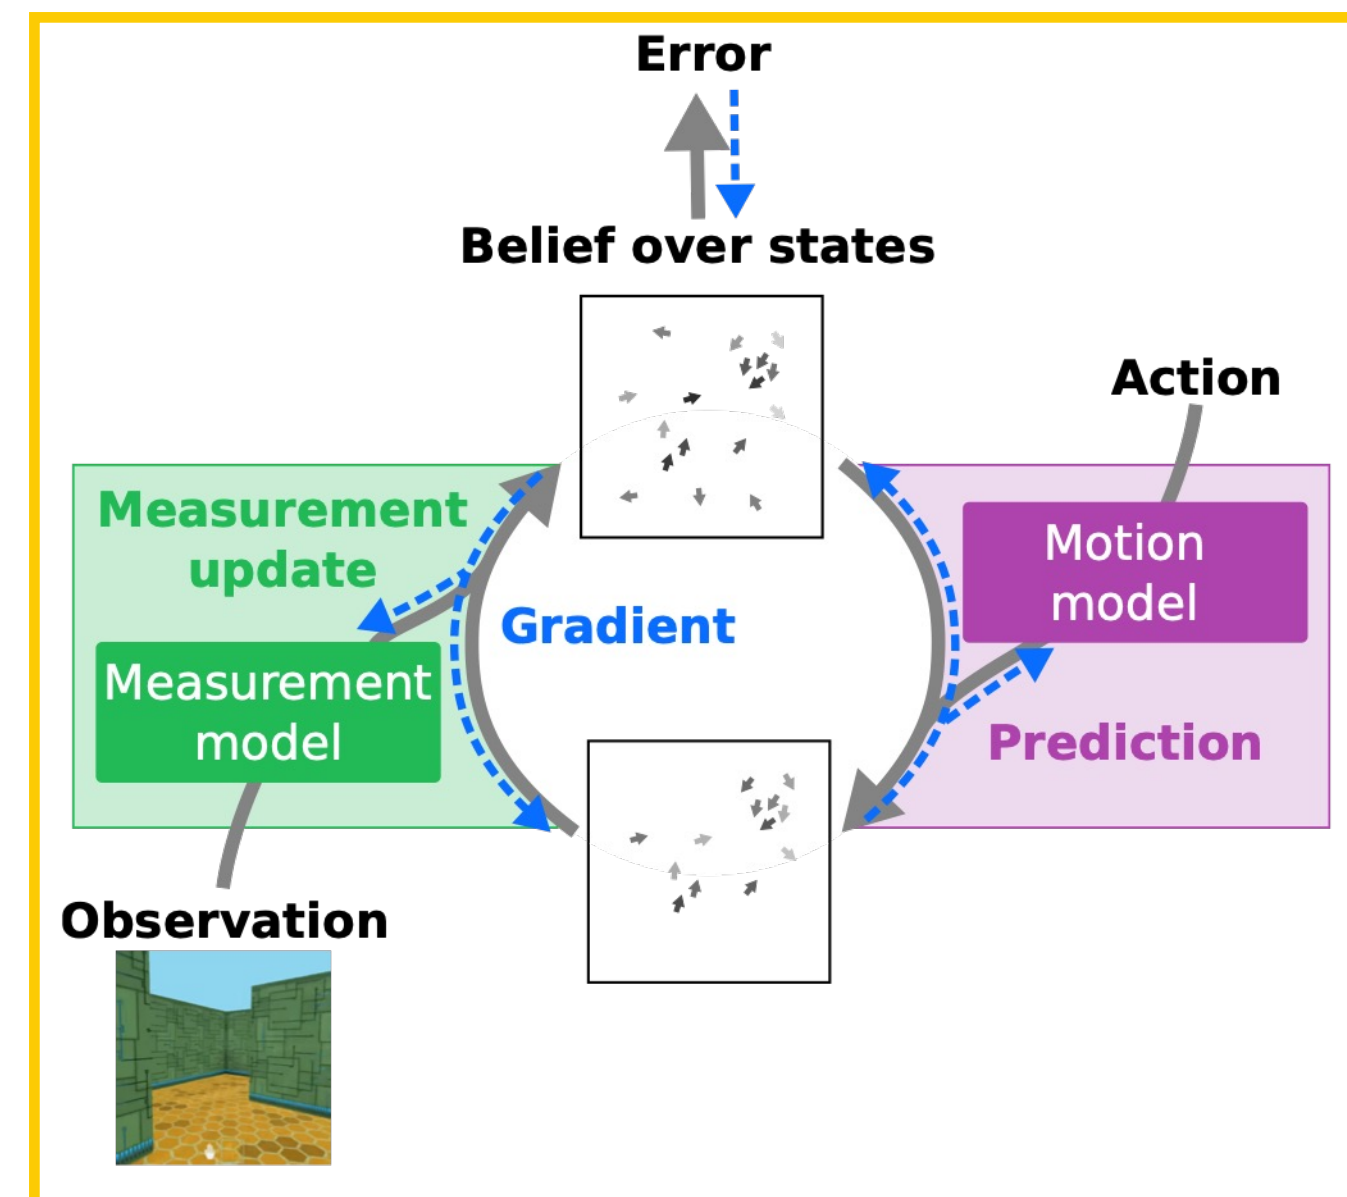 Error
Belief over states
Action
Measurement
update
Motion
model
Gradient
Measurement
model
Prediction
Observation